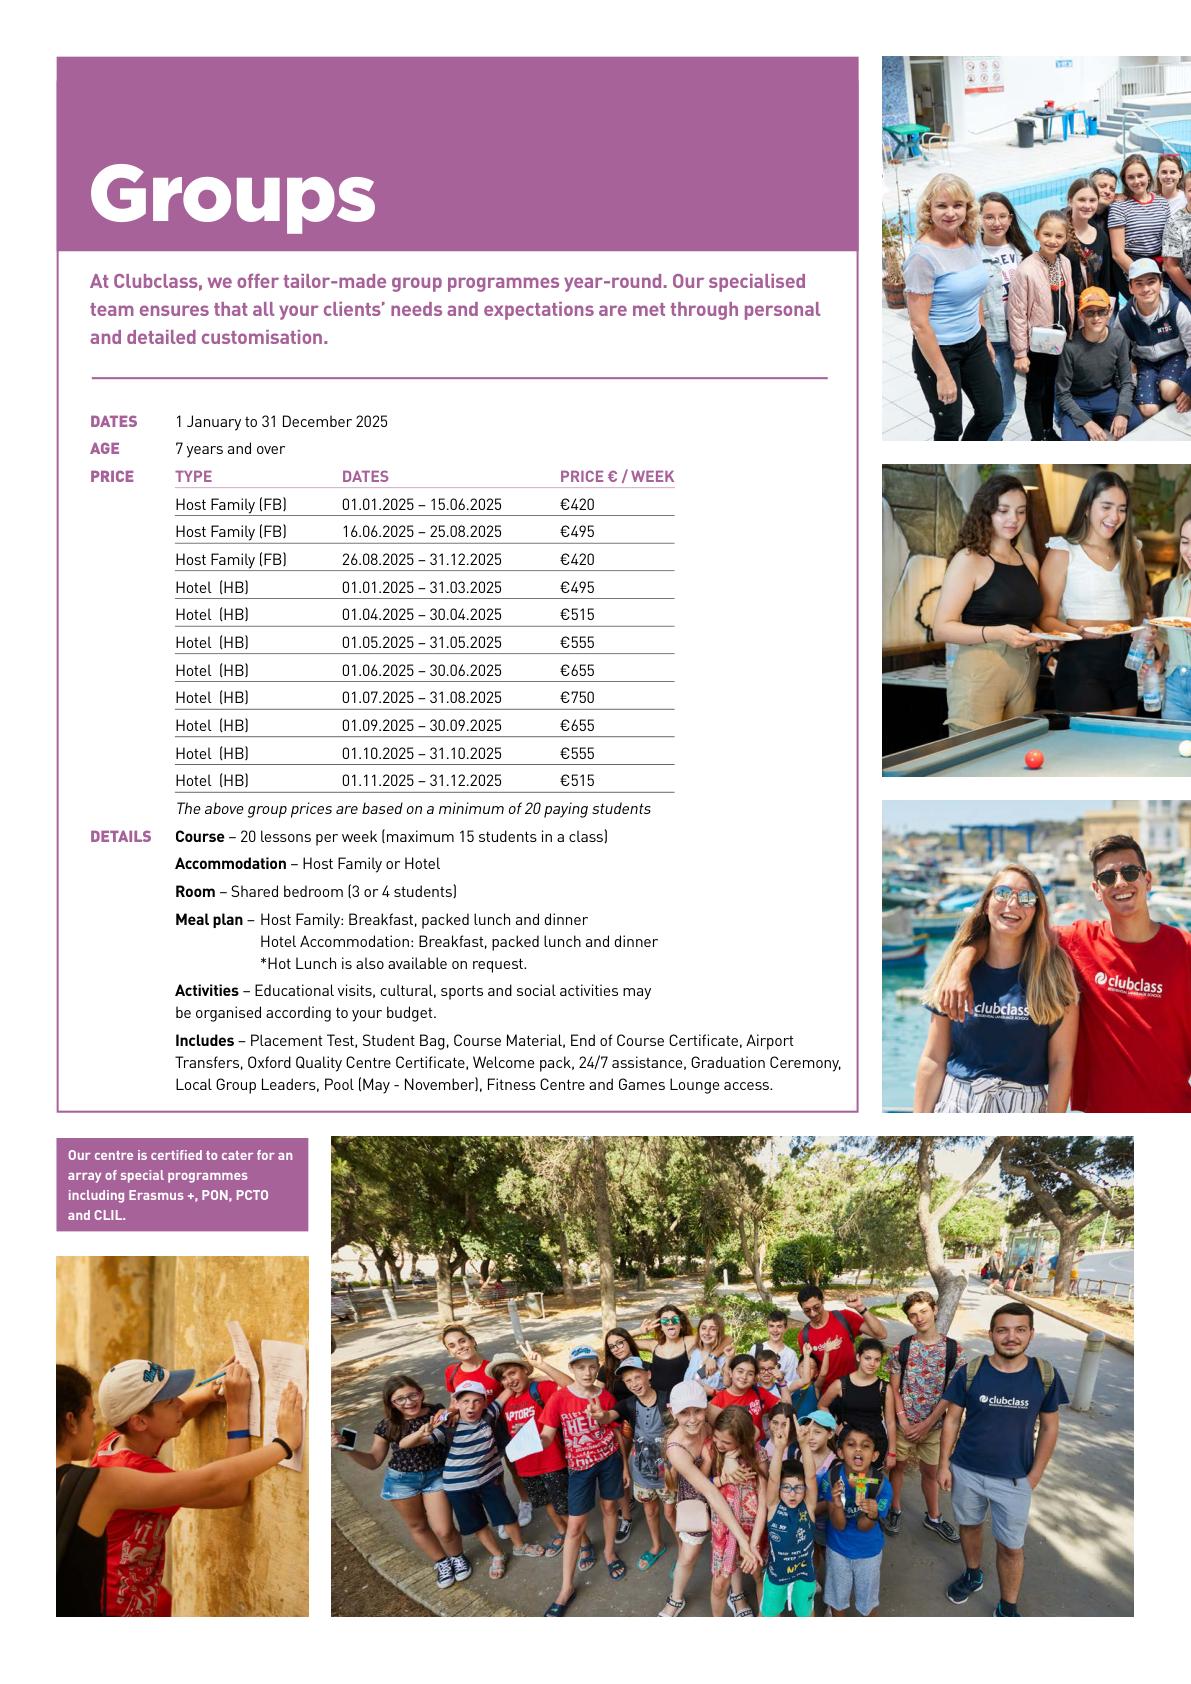 Groups
At Clubclass, we offer tailor-made group programmes year-round. Our specialised
team ensures that all your clients’ needs and expectations are met through personal
and detailed customisation.
DATES 1 January to 31 December 2025
AGE 7 years and over
PRICE TYPE DATES PRICE € / WEEK
Host Family (FB) 01.01.2025 – 15.06.2025 €420
Host Family (FB) 16.06.2025 – 25.08.2025 €495
Host Family (FB) 26.08.2025 – 31.12.2025 €420
Hotel (HB) 01.01.2025 – 31.03.2025 €495
Hotel (HB) 01.04.2025 – 30.04.2025 €515
Hotel (HB) 01.05.2025 – 31.05.2025 €555
Hotel (HB) 01.06.2025 – 30.06.2025 €655
Hotel (HB) 01.07.2025 – 31.08.2025 €750
Hotel (HB) 01.09.2025 – 30.09.2025 €655
Hotel (HB) 01.10.2025 – 31.10.2025 €555
Hotel (HB) 01.11.2025 – 31.12.2025 €515
The above group prices are based on a minimum of 20 paying students
DETAILS Course – 20 lessons per week (maximum 15 students in a class)
Accommodation – Host Family or Hotel
Room – Shared bedroom (3 or 4 students)
Meal plan – Host Family: Breakfast, packed lunch and dinner
Hotel Accommodation: Breakfast, packed lunch and dinner
*Hot Lunch is also available on request.
Activities – Educational visits, cultural, sports and social activities may
be organised according to your budget.
Includes – Placement Test, Student Bag, Course Material, End of Course Certificate, Airport
Transfers, Oxford Quality Centre Certificate, Welcome pack, 24/7 assistance, Graduation Ceremony,
Local Group Leaders, Pool (May - November), Fitness Centre and Games Lounge access.
clubclass
RESIDENTIAL LANGUAGE SCHOOL
clubclass
RESIDENTIAL LANGUAGE SCHOOL
Our centre is certified to cater for an
array of special programmes
including Erasmus +, PON, PCTO
and CLIL.
clubclass
NYC